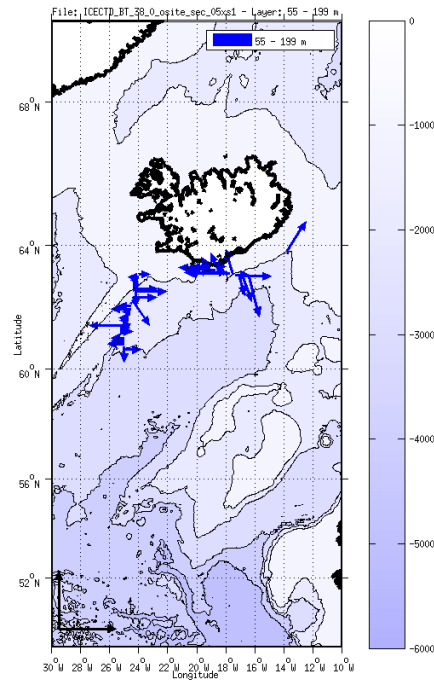 File: ICECTD_BT_38_0_osite_sec_05xs1 - Layer: 55 - 199 m
55 - 199 m
0
-1000
-2000
-3000
-4000
-5000
-6000
68°N
64°N
60°N
56°N
52°N
Latitude
30°W 28°W 26°W 24°W 22°W 20°W 18°W 16°W 14°W 12°W 10°W
Longitude